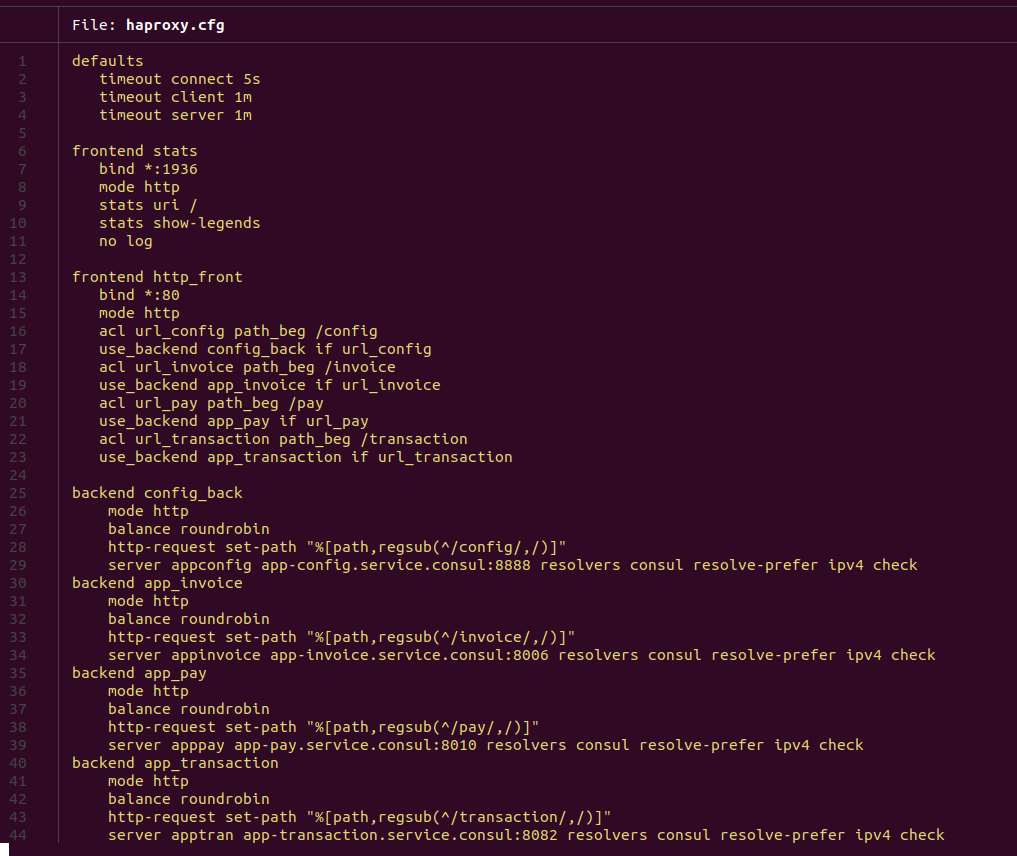 File: haproxy.cfg
1 defaults
2    timeout connect 5s
3    timeout client 1m
4    timeout server 1m
5
6 frontend stats
7    bind *:1936
8    mode http
9    stats uri /
10    stats show-legends
11    no log
12
13 frontend http_front
14    bind *:80
15    mode http
16    acl url_config path_beg /config
17    use_backend config_back if url_config
18    acl url_invoice path_beg /invoice
19    use_backend app_invoice if url_invoice
20    acl url_pay path_beg /pay
21    use_backend app_pay if url_pay
22    acl url_transaction path_beg /transaction
23    use_backend app_transaction if url_transaction
24
25 backend config_back
26     mode http
27     balance roundrobin
28     http-request set-path "%[path,regsub(^/config/,/)]"
29     server appconfig app-config.service.consul:8888 resolvers consul resolve-prefer ipv4 check
30 backend app_invoice
31     mode http
32     balance roundrobin
33     http-request set-path "%[path,regsub(^/invoice/,/)]"
34     server appinvoice app-invoice.service.consul:8006 resolvers consul resolve-prefer ipv4 check
35 backend app_pay
36     mode http
37     balance roundrobin
38     http-request set-path "%[path,regsub(^/pay/,/)]"
39     server apppay app-pay.service.consul:8010 resolvers consul resolve-prefer ipv4 check
40 backend app_transaction
41     mode http
42     balance roundrobin
43     http-request set-path "%[path,regsub(^/transaction/,/)]"
44     server apptran app-transaction.service.consul:8082 resolvers consul resolve-prefer ipv4 check